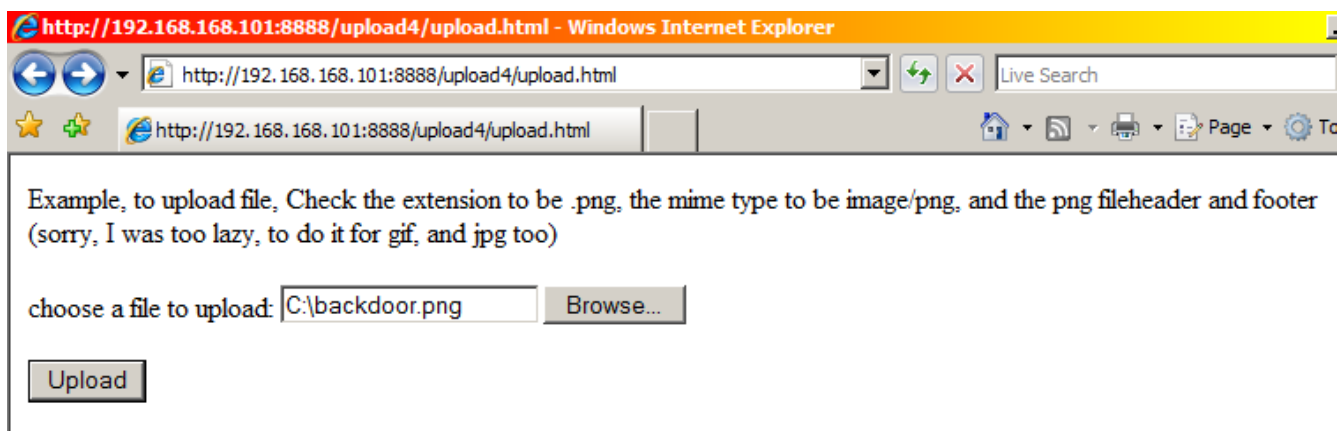 http://192.168.168.101:8888/upload4/upload.html - Windows Internet Explorer
http://192.168.168.101:8888/upload4/upload.html
Live Search
http://192.168.168.101:8888/upload4/upload.html
Page
To
Example, to upload file, Check the extension to be .png, the mime type to be image/png, and the png fileheader and footer
(sorry, I was too lazy, to do it for gif, and jpg too)
choose a file to upload: C:\backdoor.png Browse...
Upload